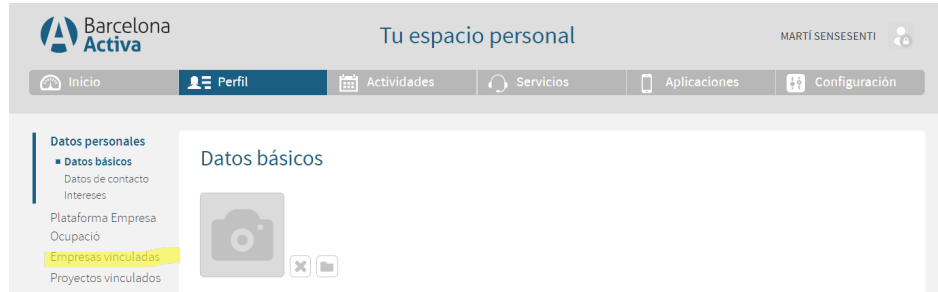 Barcelona
Activa
Tu espacio personal
MARTÍ SENSESENTI
Inicio
Perfil
Actividades
Servicios
Aplicaciones
Configuración
Datos personales
Datos básicos
Datos de contacto
Intereses
Plataforma Empresa
Ocupació
Empresas vinculadas
Proyectos vinculados
Datos básicos